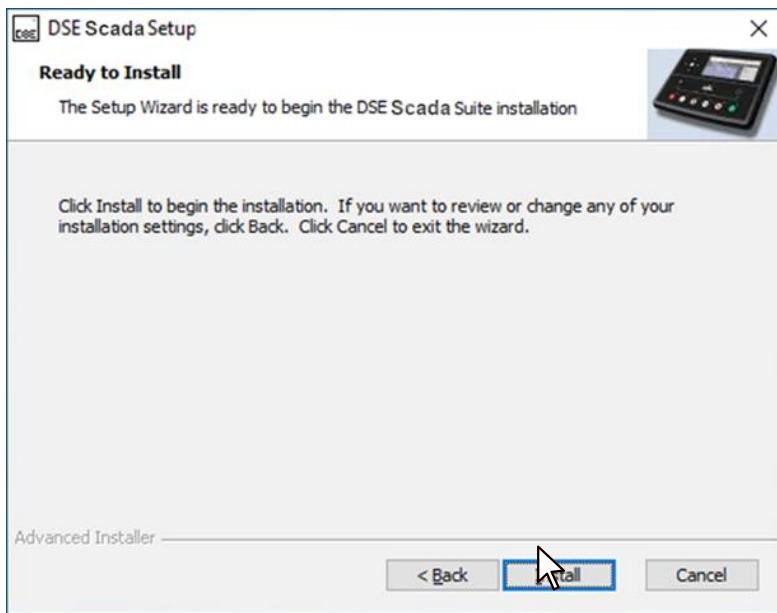 DSE
DSE Scada Setup
Ready to Install
The Setup Wizard is ready to begin the DSE Scada Suite installation
Click Install to begin the installation. If you want to review or change any of your
installation settings, click Back. Click Cancel to exit the wizard.
Advanced Installer
< Back
Install
Cancel